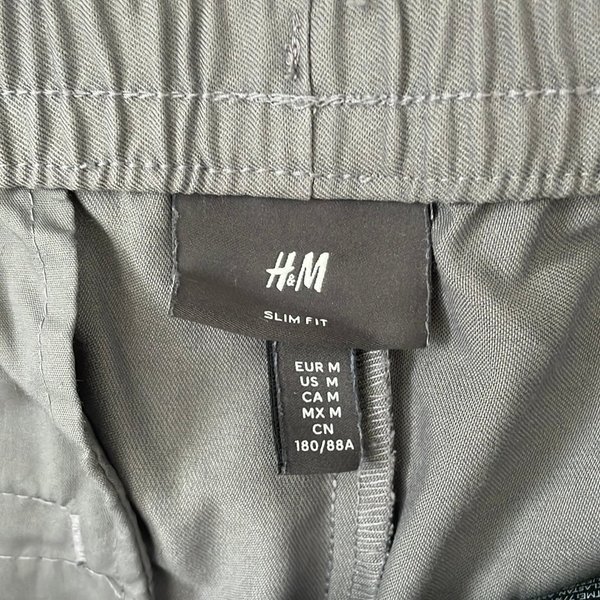 H&M
SLIM FIT
EUR M
US M
CA M
MX M
CN
180/88A